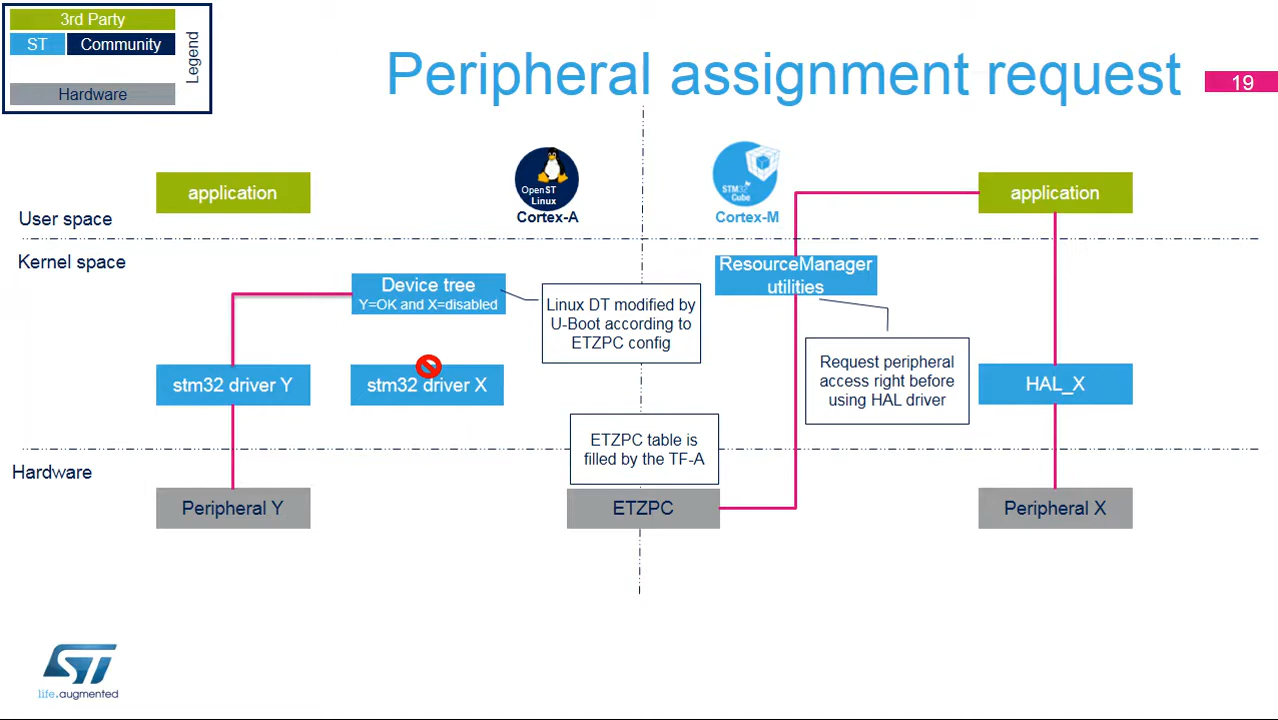 3rd Party
ST
Community
Legend
Hardware
Peripheral assignment request
19
application
OpenST
Linux
Cortex-A
STM32
Cube
Cortex-M
application
User space
Kernel space
Device tree
Y=OK and X=disabled
Linux DT modified by
U-Boot according to
ETZPC config
ResourceManager
utilities
Request peripheral
access right before
using HAL driver
stm32 driver Y
stm32 driver X
HAL_X
ETZPC table is
filled by the TF-A
Hardware
Peripheral Y
ETZPC
Peripheral X
ST
life.augmented